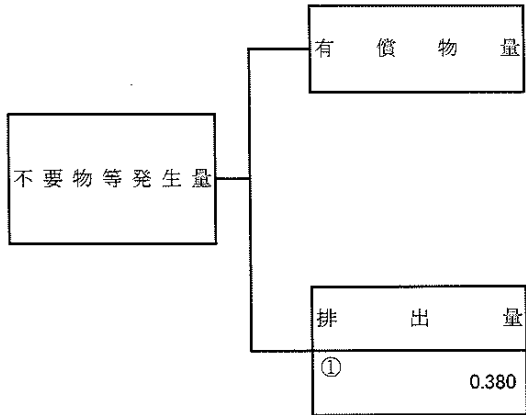 有償物量
不要物等発生量
排出量
①
0.380